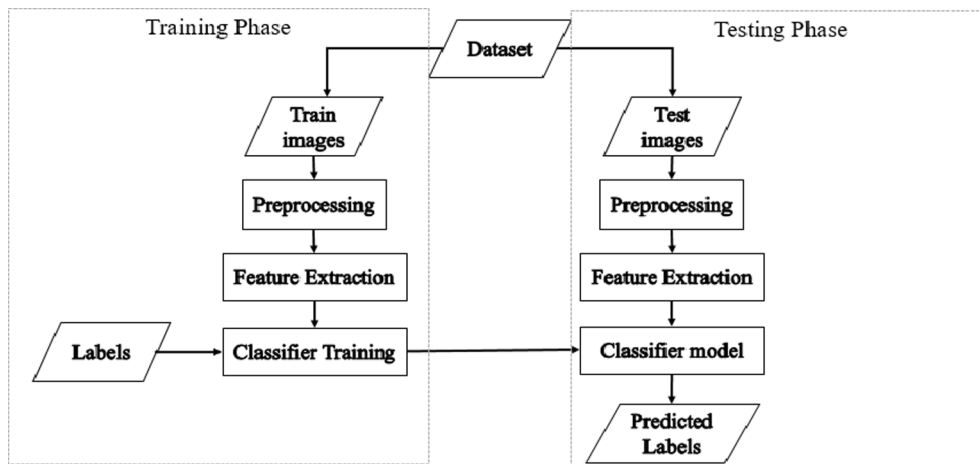 Training Phase
Dataset
Testing Phase
Train
images
Test
images
Preprocessing
Preprocessing
Feature Extraction
Feature Extraction
Labels
Classifier Training
Classifier model
Predicted
Labels